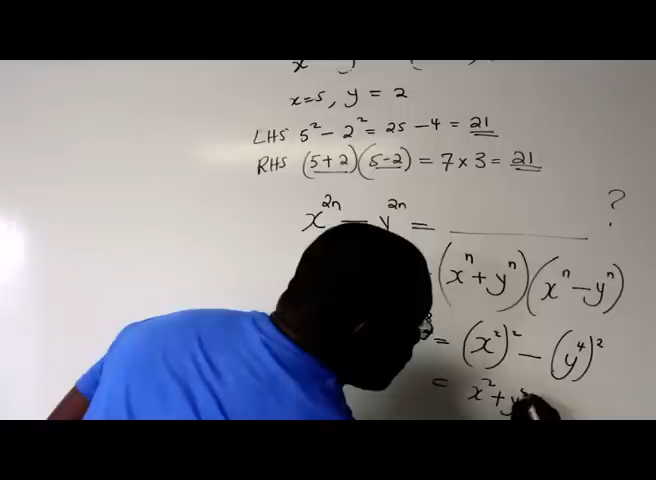 x=5, y = 2
LHS 5² - 2² = 25 - 4 = 21
RHS (5+2)(5-2) = 7 x 3 = 21
x²ⁿ - y²ⁿ = ________ ?
= (xⁿ + yⁿ)(xⁿ - yⁿ)
= (x²)² - (y⁴)²
= x² + y